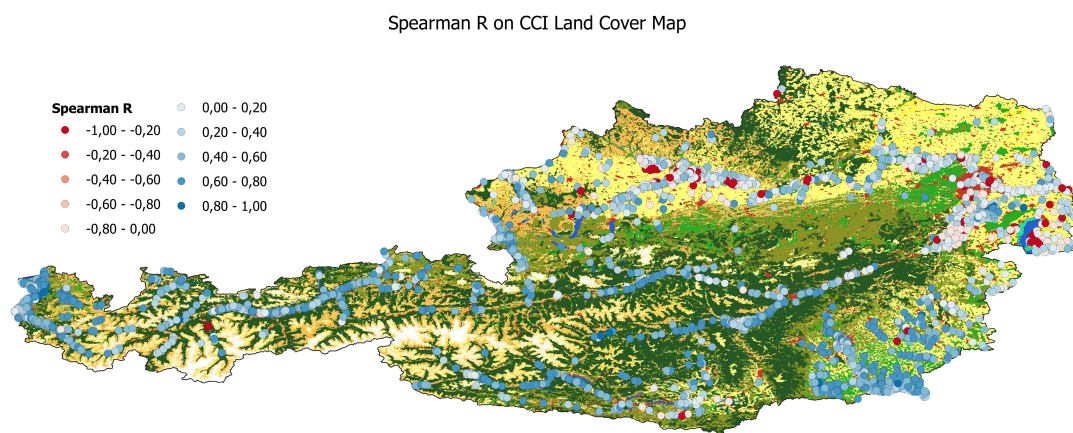 Spearman R on CCI Land Cover Map
Spearman R
-1,00 - -0,20
-0,20 - -0,40
-0,40 - -0,60
-0,60 - -0,80
-0,80 - 0,00
0,00 - 0,20
0,20 - 0,40
0,40 - 0,60
0,60 - 0,80
0,80 - 1,00